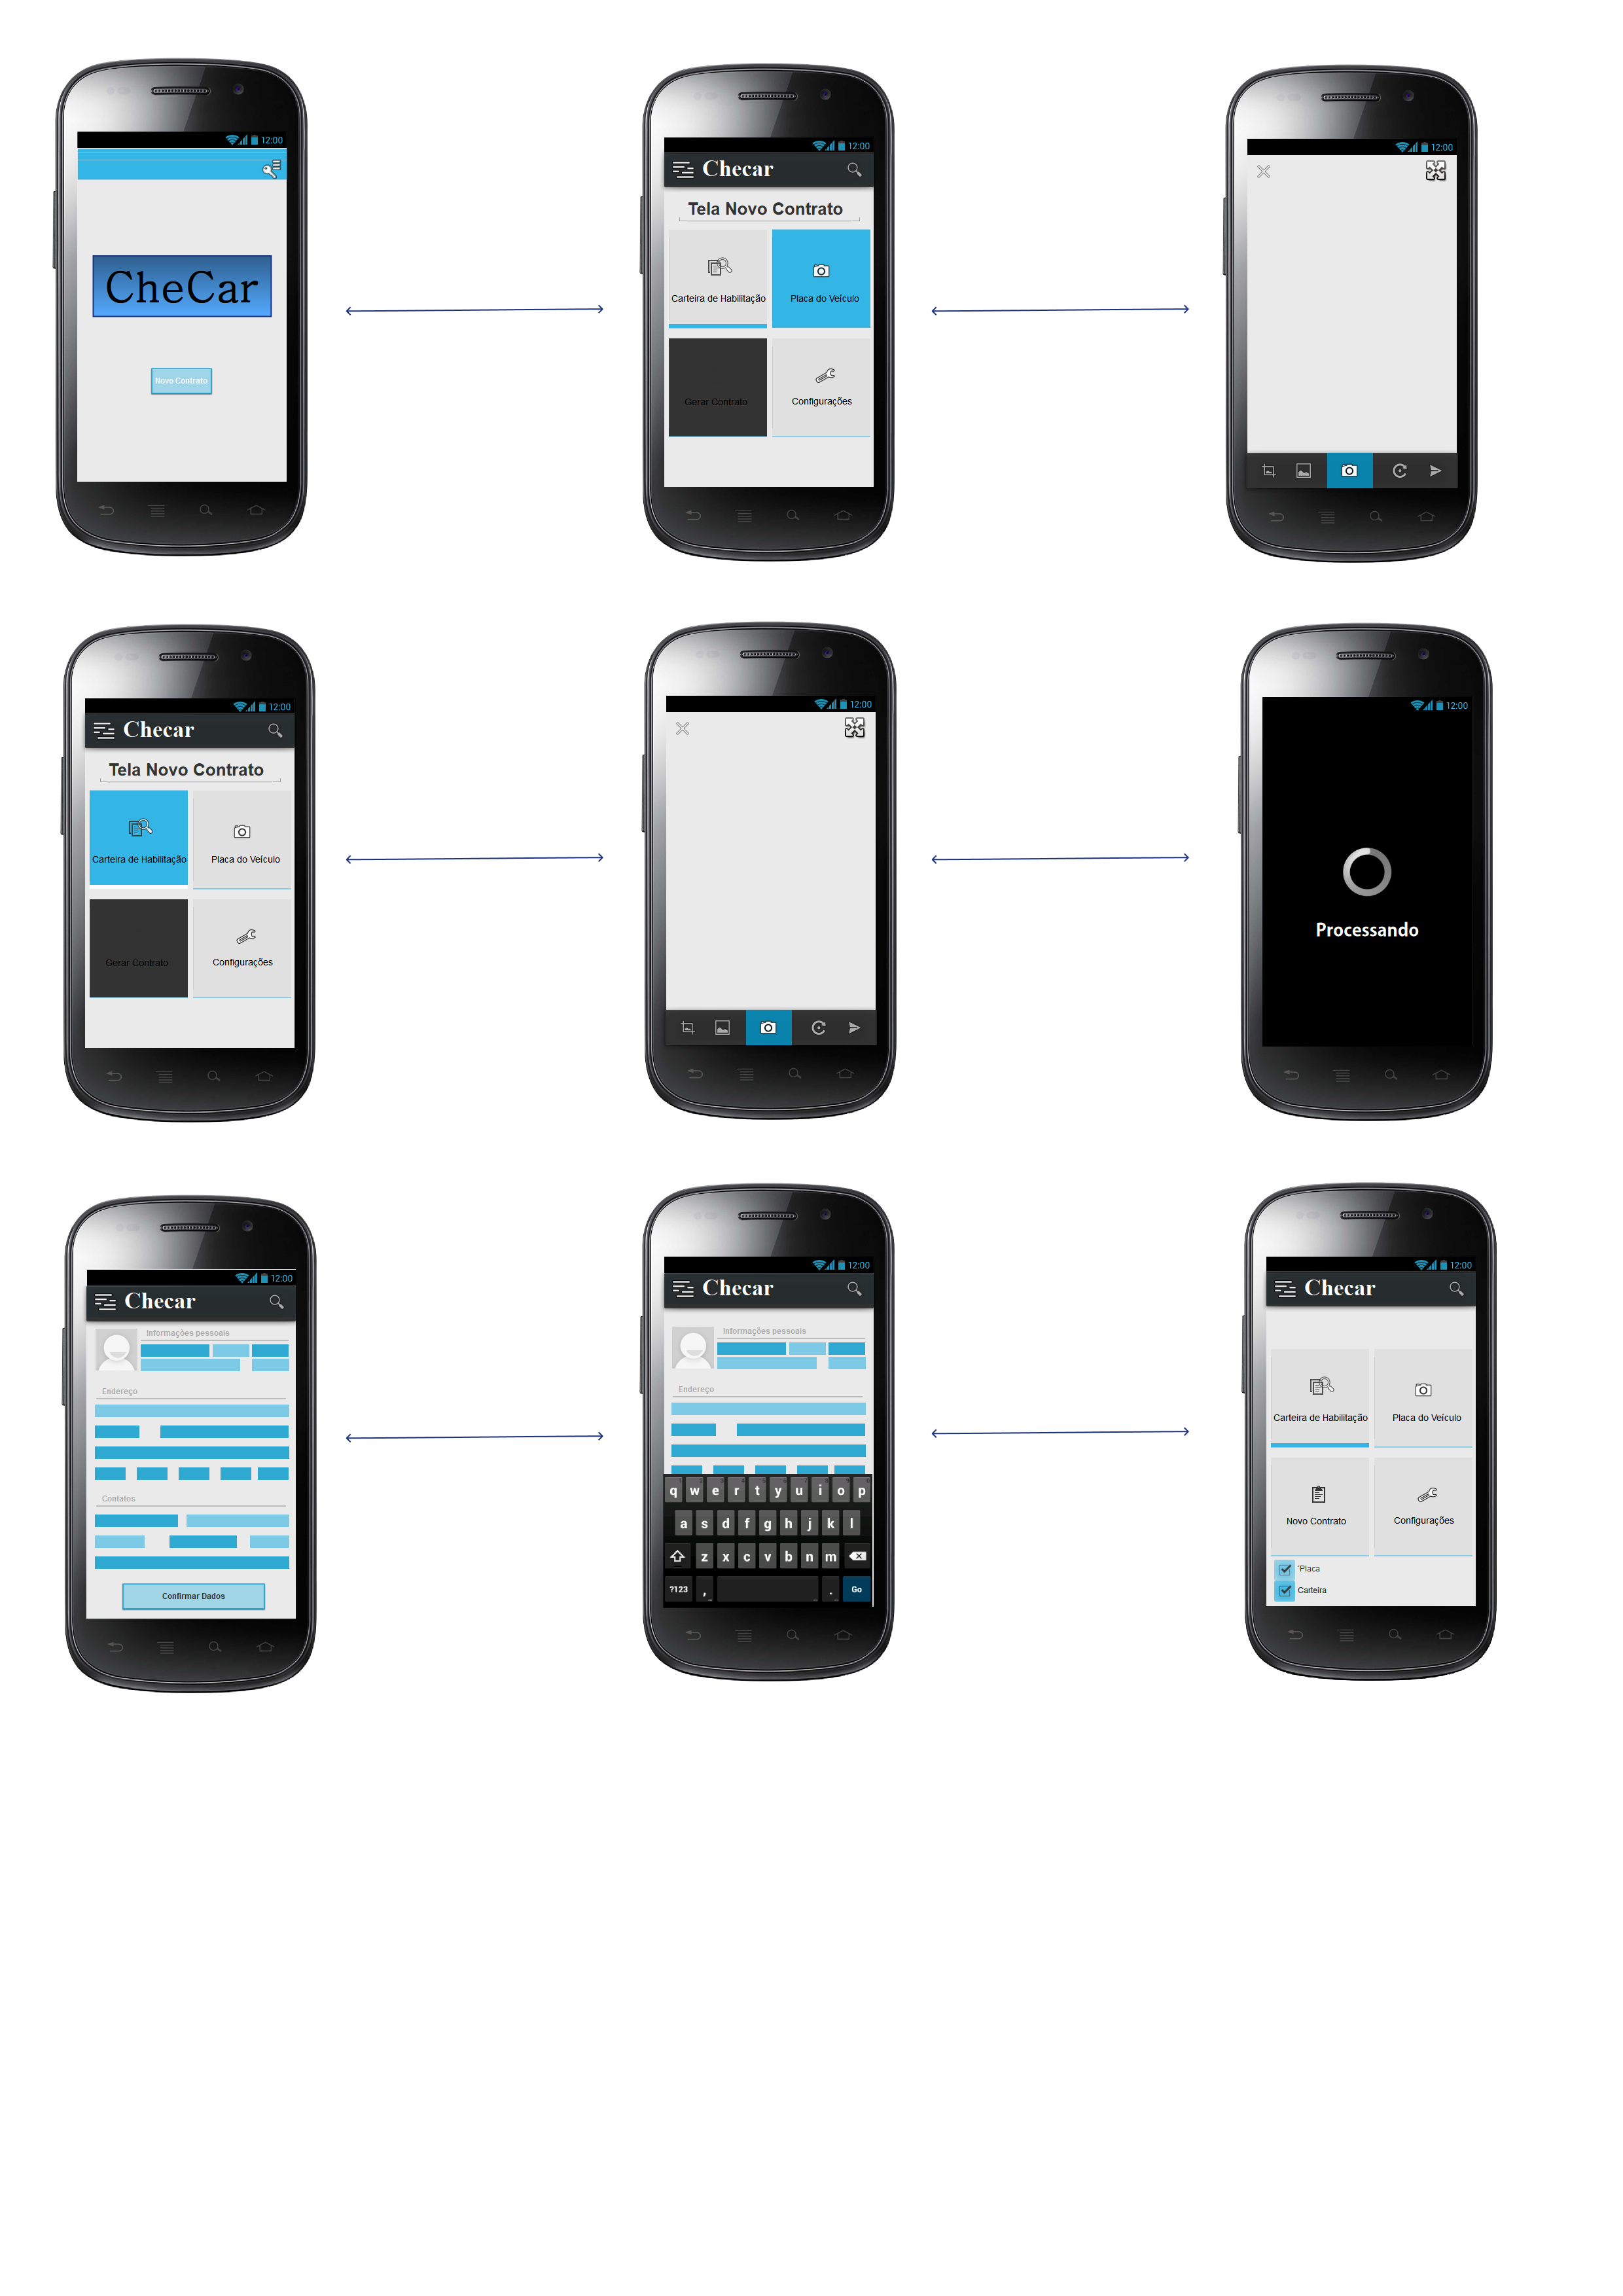 12:00
CheCar
Novo Contrato
12:00
Checar
Tela Novo Contrato
Carteira de Habilitação
Placa do Veículo
Gerar Contrato
Configurações
12:00
12:00
Checar
Tela Novo Contrato
Carteira de Habilitação
Placa do Veículo
Gerar Contrato
Configurações
12:00
12:00
Processando
12:00
Checar
Informações pessoais
Endereço
Contatos
Confirmar Dados
12:00
Checar
Informações pessoais
Endereço
q w e r t y u i o p
a s d f g h j k l
z x c v b n m
?123 , . Go
12:00
Checar
Carteira de Habilitação
Placa do Veículo
Novo Contrato
Configurações
'Placa
Carteira